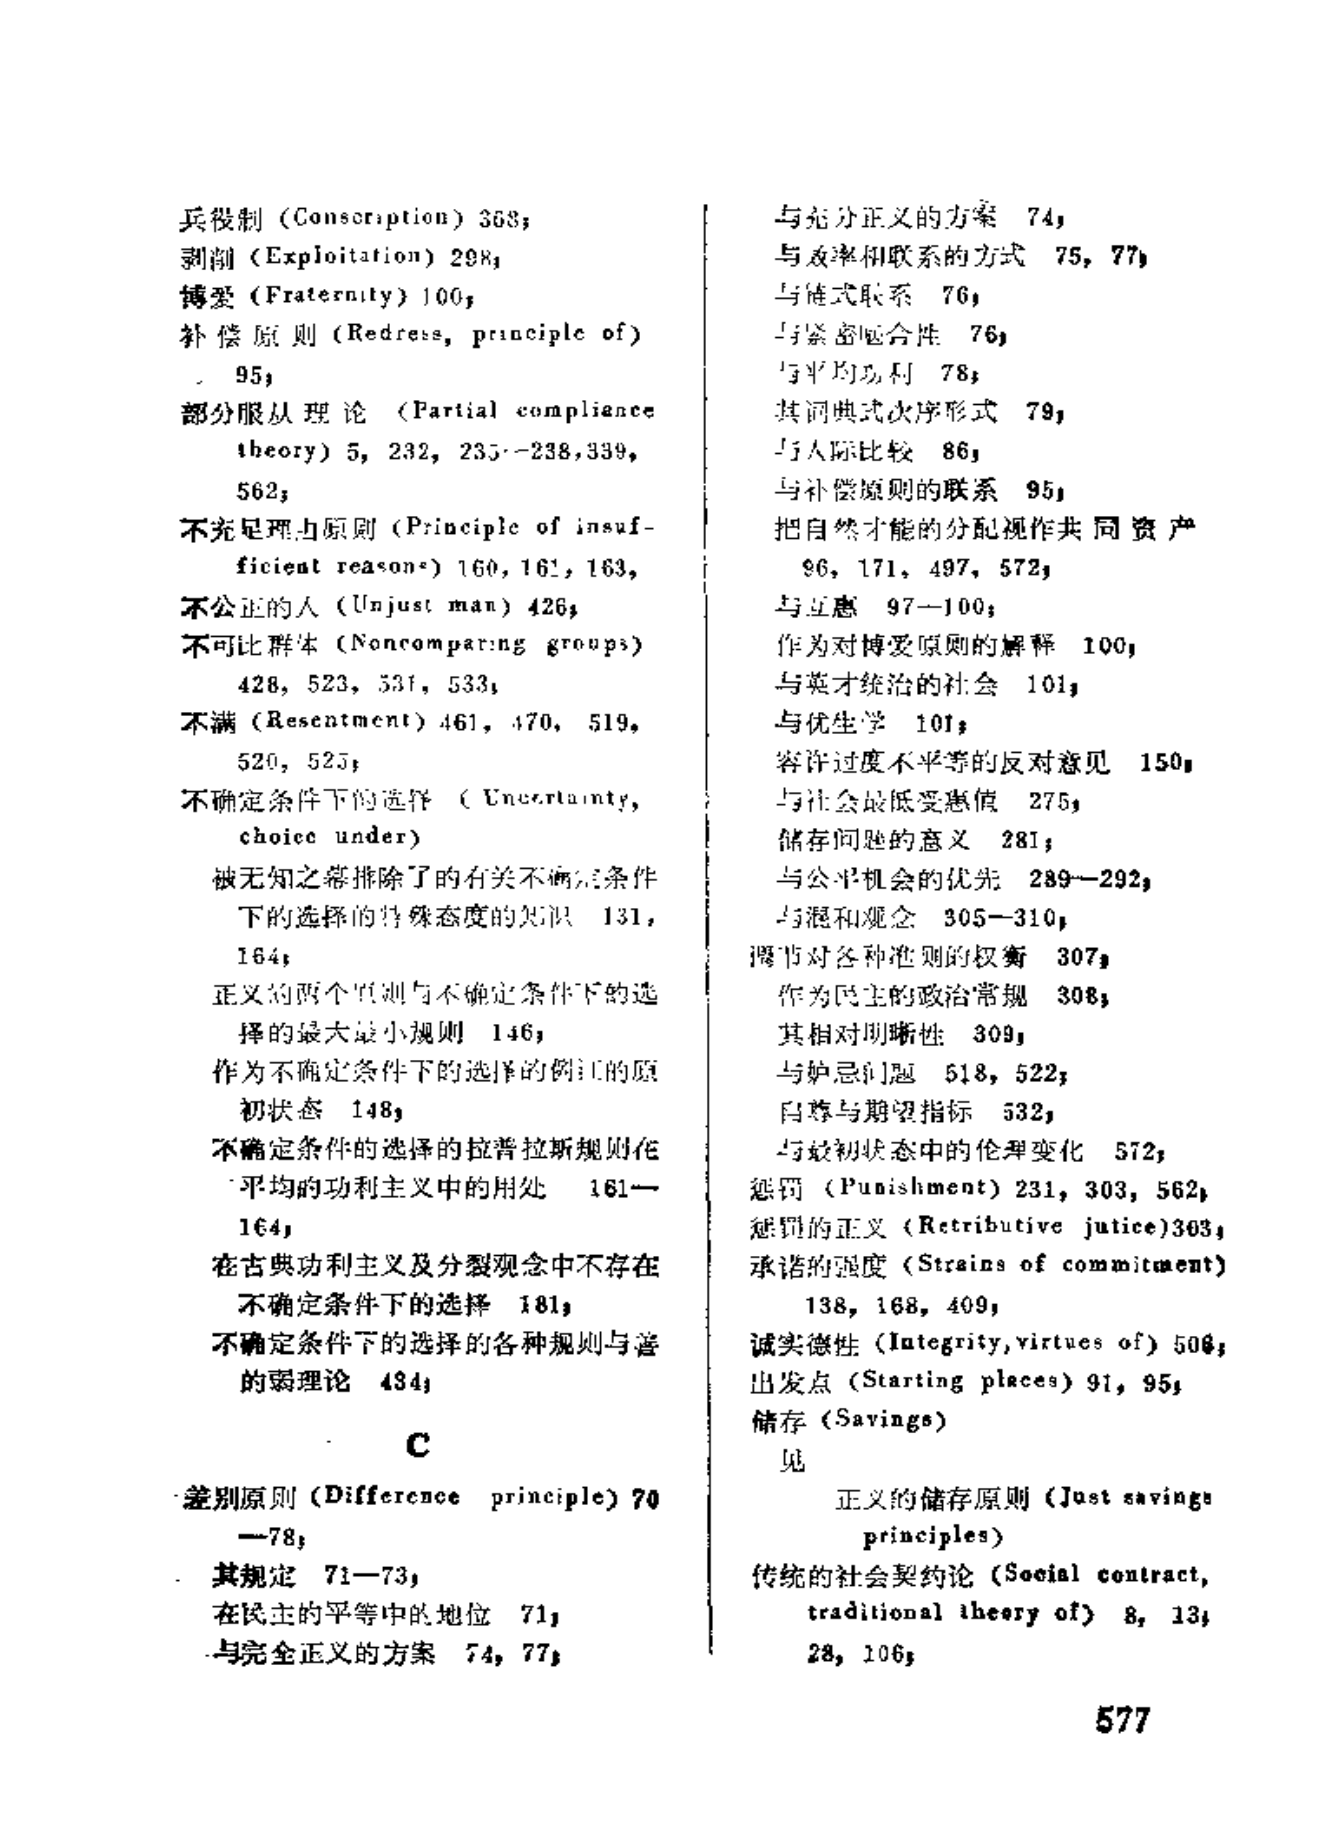 兵役制（Conscription）368；
剥削（Exploitation）298；
博爱（Fraternity）100；
补偿原则（Redress, principle of）
95；
部分服从理论（Partial compliance
theory）5, 232, 235—238,339,
562；
不充足理由原则（Principle of insuf-
ficient reasons）160, 161, 163,
不公正的人（Unjust man）426；
不可比群体（Noncomparing groups）
428, 523, 531, 533；
不满（Resentment）461, 470, 519,
520, 525；
不确定条件下的选择（Uncertainty,
choice under）
被无知之幕排除了的有关不确定条件
下的选择的特殊态度的知识 131,
164；
正义的两个原则与不确定条件下的选
择的最大最小规则 146；
作为不确定条件下的选择的例证的原
初状态 148；
不确定条件的选择的拉普拉斯规则在
平均的功利主义中的用处 161—
164；
在古典功利主义及分裂观念中不存在
不确定条件下的选择 181；
不确定条件下的选择的各种规则与善
的弱理论 434；
C
差别原则（Difference principle）70
—78；
其规定 71—73；
在民主的平等中的地位 71；
与完全正义的方案 74, 77；
与充分正义的方案 74；
与效率相联系的方式 75, 77；
与链式联系 76；
与紧密啮合性 76；
与平均功利 78；
其词典式次序形式 79；
与人际比较 86；
与补偿原则的联系 95；
把自然才能的分配视作共同资产
96, 171, 497, 572；
与互惠 97—100；
作为对博爱原则的解释 100；
与英才统治的社会 101；
与优生学 101；
容许过度不平等的反对意见 150；
与社会最低受惠值 275；
储存问题的意义 281；
与公平机会的优先 289—292；
与混和观念 305—310；
调节对各种准则的权衡 307；
作为民主的政治常规 308；
其相对明晰性 309；
与妒忌问题 518, 522；
自尊与期望指标 532；
与最初状态中的伦理变化 572；
惩罚（Punishment）231, 303, 562；
惩罚的正义（Retributive jutice）303；
承诺的强度（Strains of commitment）
138, 168, 409；
诚实德性（Integrity,virtues of）506；
出发点（Starting places）91, 95；
储存（Savings）
见
正义的储存原则（Just savings
principles）
传统的社会契约论（Social contract,
traditional theory of） 8, 13；
28, 106；
577